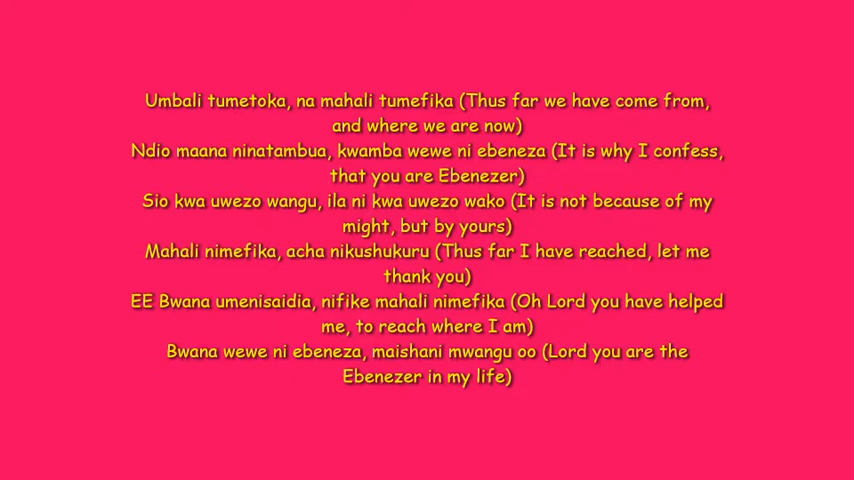 Umbali tumetoka, na mahali tumefika (Thus far we have come from,
and where we are now)
Ndio maana ninatambua, kwamba wewe ni ebeneza (It is why I confess,
that you are Ebenezer)
Sio kwa uwezo wangu, ila ni kwa uwezo wako (It is not because of my
might, but by yours)
Mahali nimefika, acha nikushukuru (Thus far I have reached, let me
thank you)
EE Bwana umenisaidia, nifike mahali nimefika (Oh Lord you have helped
me, to reach where I am)
Bwana wewe ni ebeneza, maishani mwangu oo (Lord you are the
Ebenezer in my life)